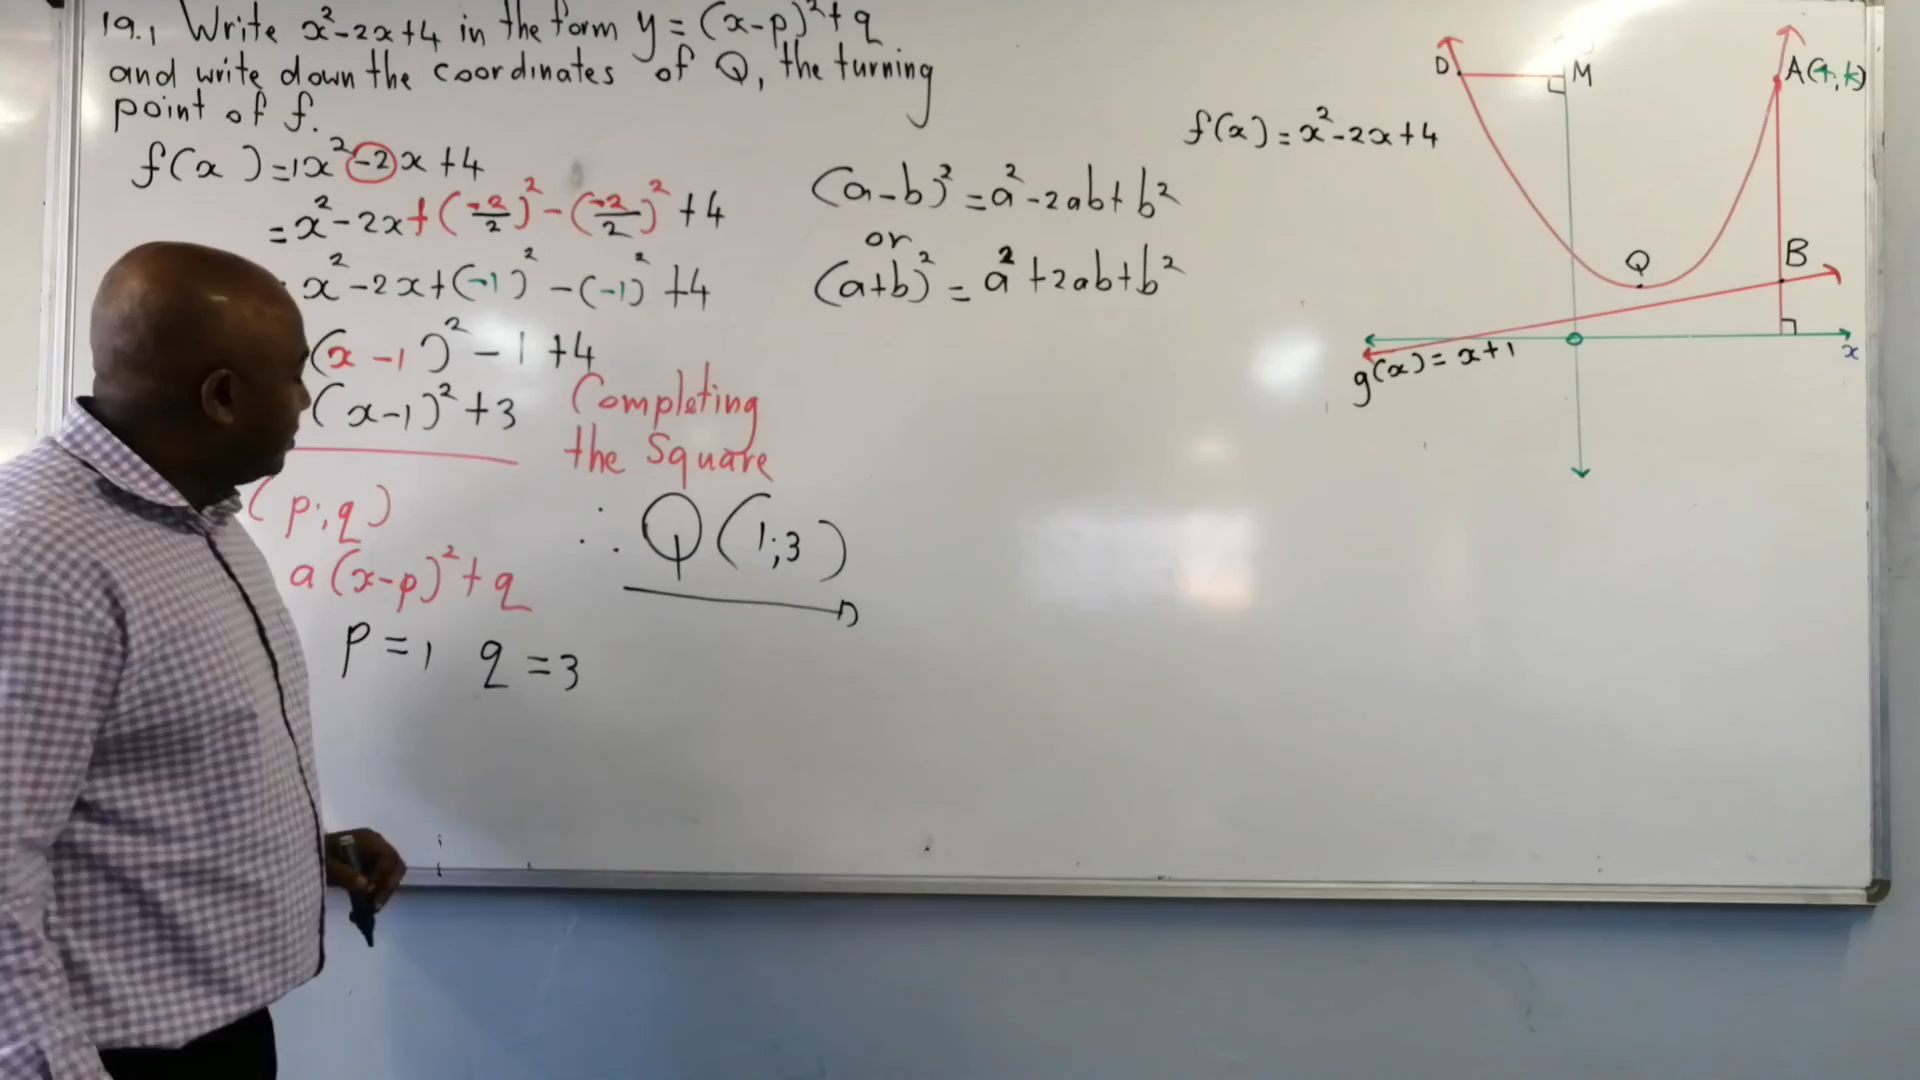 19.1 Write x²-2x+4 in the form y = (x-p)²+q
and write down the coordinates of Q, the turning
point of f.
f(x) = 1x²-2x+4
= x²-2x+(-2/2)²-(-2/2)²+4
x²-2x+(-1)²-(-1)²+4
(x-1)²-1+4
(x-1)²+3
Completing
the Square
(p;q)
a(x-p)²+q
p=1 q=3
∴ Q(1;3)
(a-b)² = a²-2ab+b²
or
(a+b)² = a²+2ab+b²
f(x) = x²-2x+4
D
M
A(4,k)
Q
B
x
g(x) = x+1